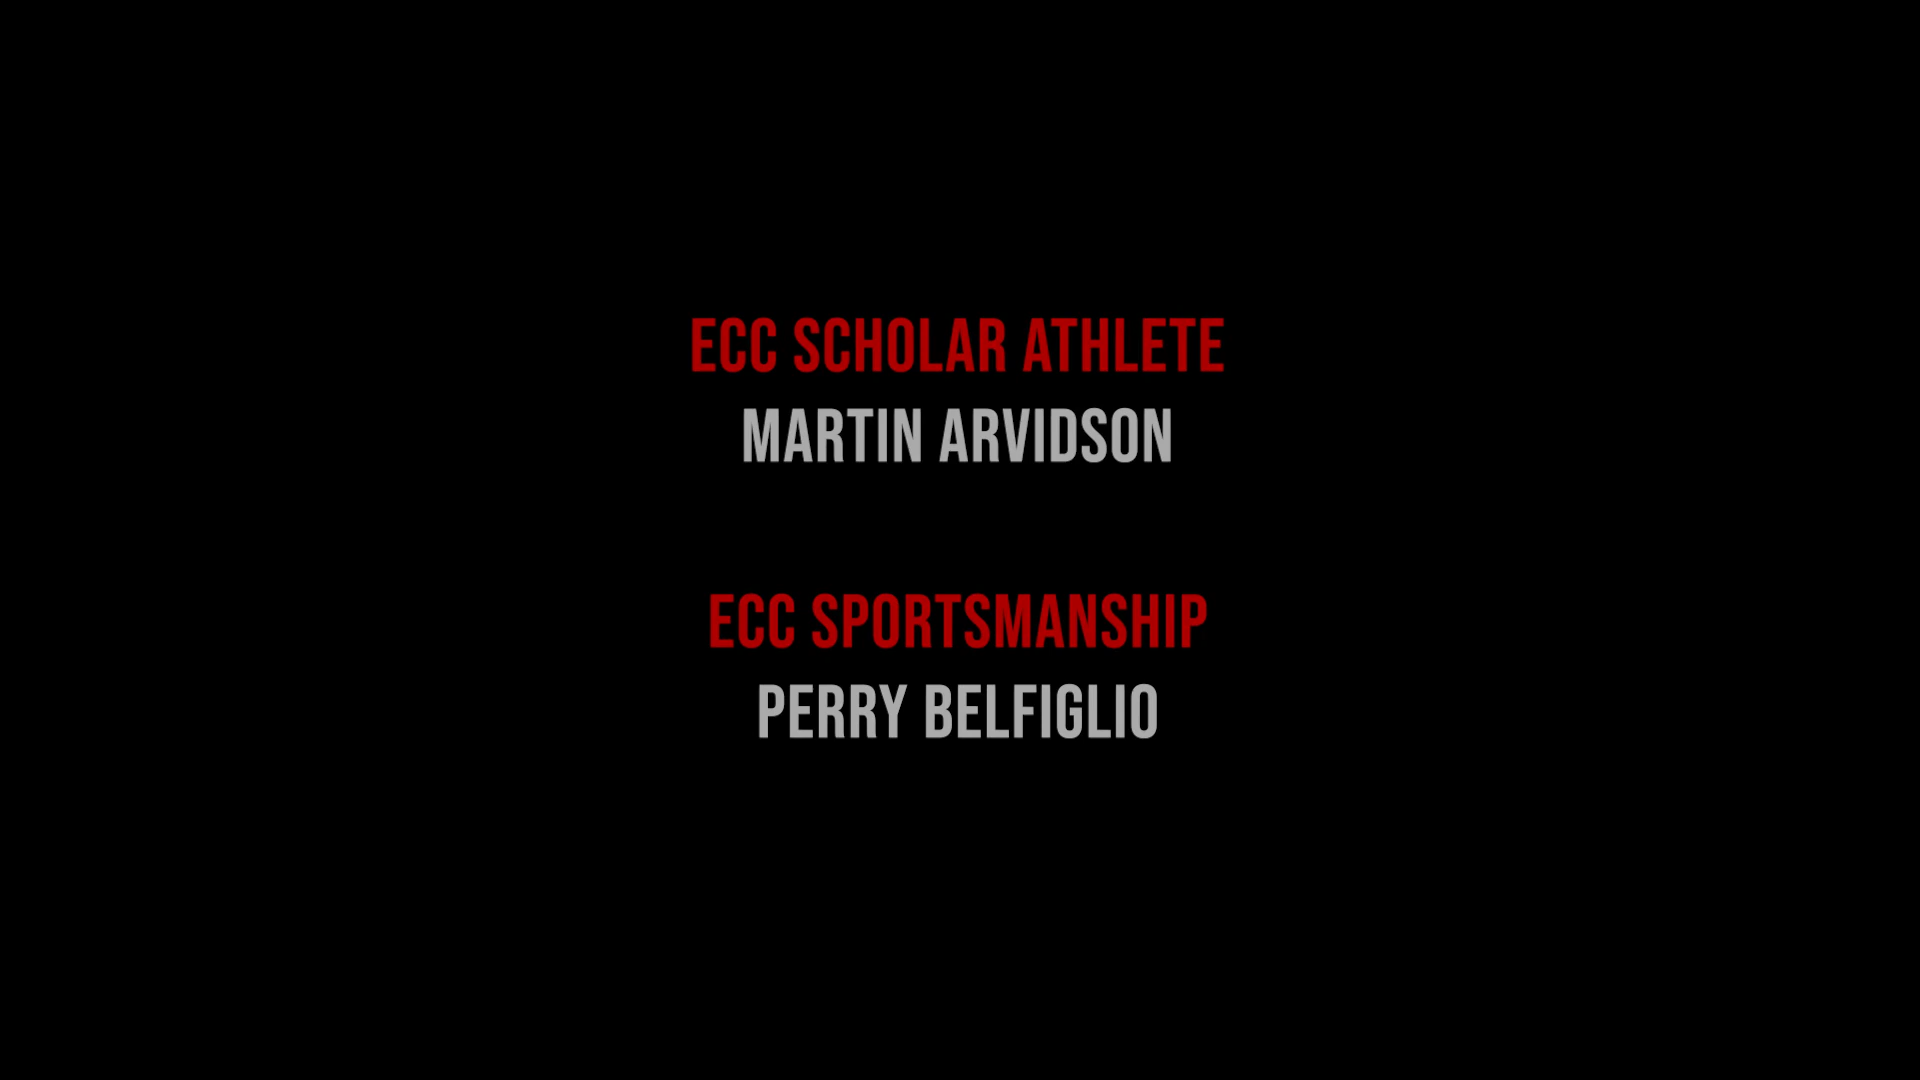 ECC SCHOLAR ATHLETE
MARTIN ARVIDSON
ECC SPORTSMANSHIP
PERRY BELFIGLIO